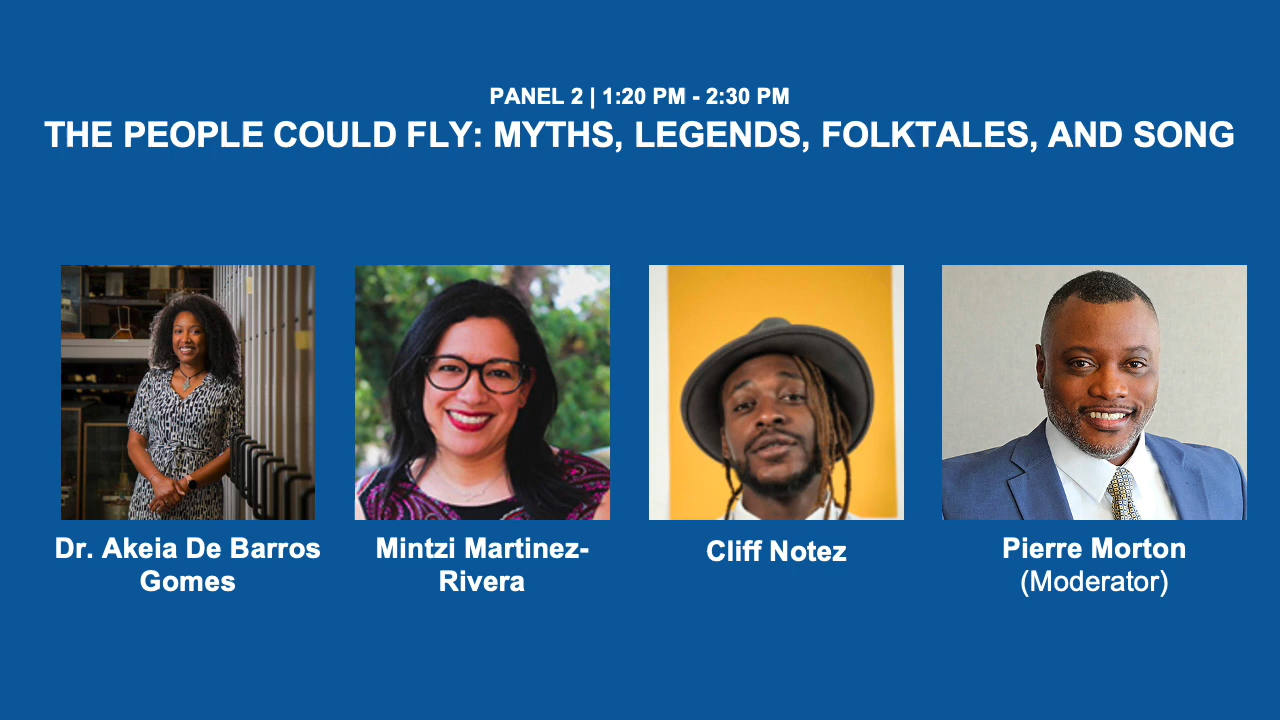 PANEL 2 | 1:20 PM - 2:30 PM
THE PEOPLE COULD FLY: MYTHS, LEGENDS, FOLKTALES, AND SONG
Dr. Akeia De Barros
Gomes
Mintzi Martinez-
Rivera
Cliff Notez
Pierre Morton
(Moderator)